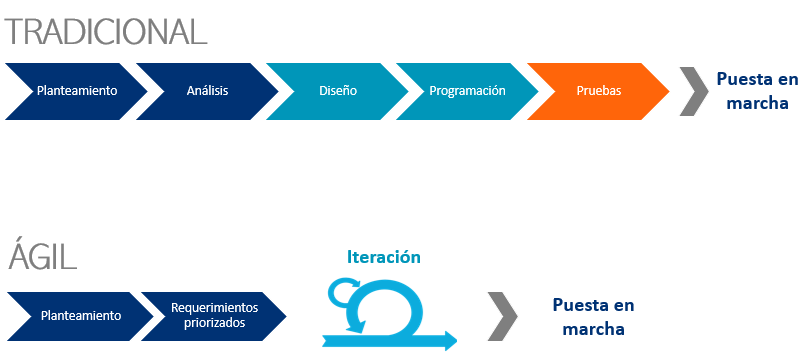 TRADICIONAL
Planteamiento
Análisis
Diseño
Programación
Pruebas
Puesta en
marcha
ÁGIL
Planteamiento
Requerimientos
priorizados
Iteración
Puesta en
marcha